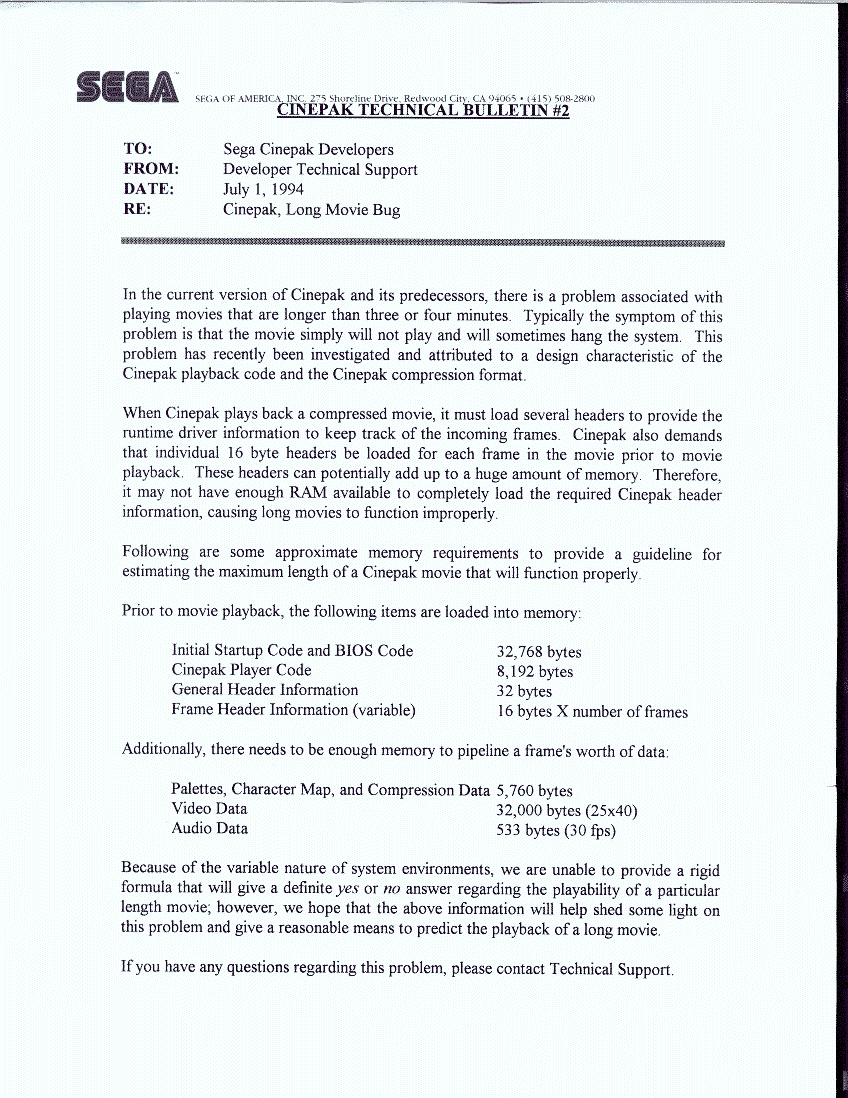 SEGA™
SEGA OF AMERICA, INC. 275 Shoreline Drive, Redwood City, CA 94065 • (415) 508-2800
CINEPAK TECHNICAL BULLETIN #2
TO: Sega Cinepak Developers
FROM: Developer Technical Support
DATE: July 1, 1994
RE: Cinepak, Long Movie Bug
In the current version of Cinepak and its predecessors, there is a problem associated with
playing movies that are longer than three or four minutes. Typically the symptom of this
problem is that the movie simply will not play and will sometimes hang the system. This
problem has recently been investigated and attributed to a design characteristic of the
Cinepak playback code and the Cinepak compression format.
When Cinepak plays back a compressed movie, it must load several headers to provide the
runtime driver information to keep track of the incoming frames. Cinepak also demands
that individual 16 byte headers be loaded for each frame in the movie prior to movie
playback. These headers can potentially add up to a huge amount of memory. Therefore,
it may not have enough RAM available to completely load the required Cinepak header
information, causing long movies to function improperly.
Following are some approximate memory requirements to provide a guideline for
estimating the maximum length of a Cinepak movie that will function properly.
Prior to movie playback, the following items are loaded into memory:
Initial Startup Code and BIOS Code 32,768 bytes
Cinepak Player Code 8,192 bytes
General Header Information 32 bytes
Frame Header Information (variable) 16 bytes X number of frames
Additionally, there needs to be enough memory to pipeline a frame's worth of data:
Palettes, Character Map, and Compression Data 5,760 bytes
Video Data 32,000 bytes (25x40)
Audio Data 533 bytes (30 fps)
Because of the variable nature of system environments, we are unable to provide a rigid
formula that will give a definite yes or no answer regarding the playability of a particular
length movie; however, we hope that the above information will help shed some light on
this problem and give a reasonable means to predict the playback of a long movie.
If you have any questions regarding this problem, please contact Technical Support.